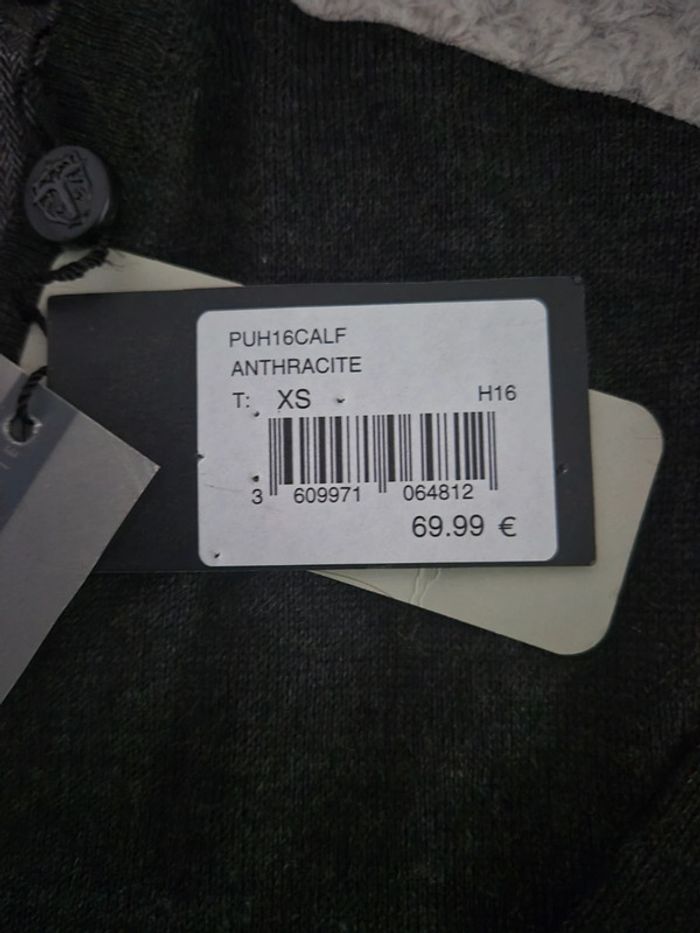 PUH16CALF
ANTHRACITE
T: XS
H16
3 609971 064812
69.99 €